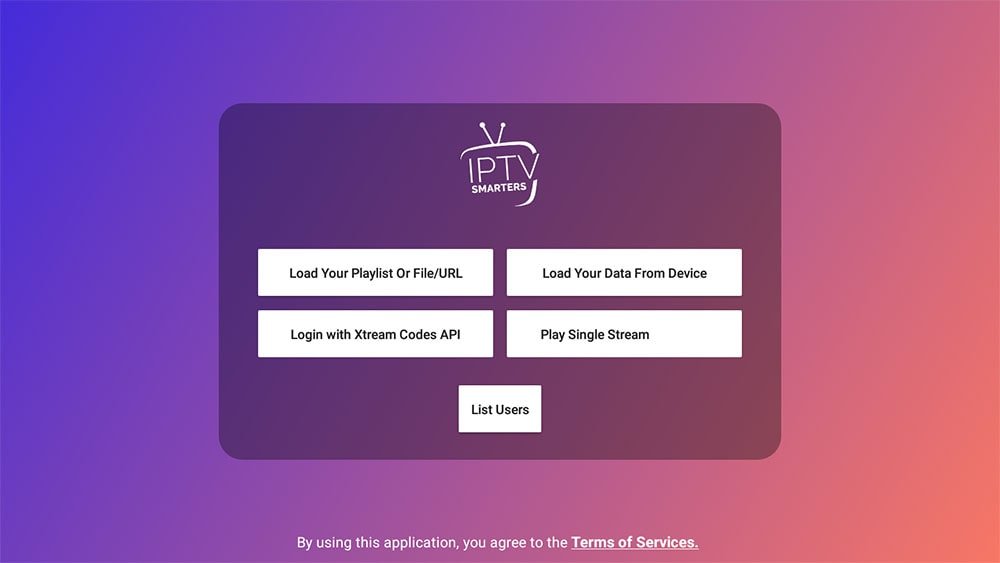 IPTV
SMARTERS
Load Your Playlist Or File/URL
Load Your Data From Device
Login with Xtream Codes API
Play Single Stream
List Users
By using this application, you agree to the Terms of Services.